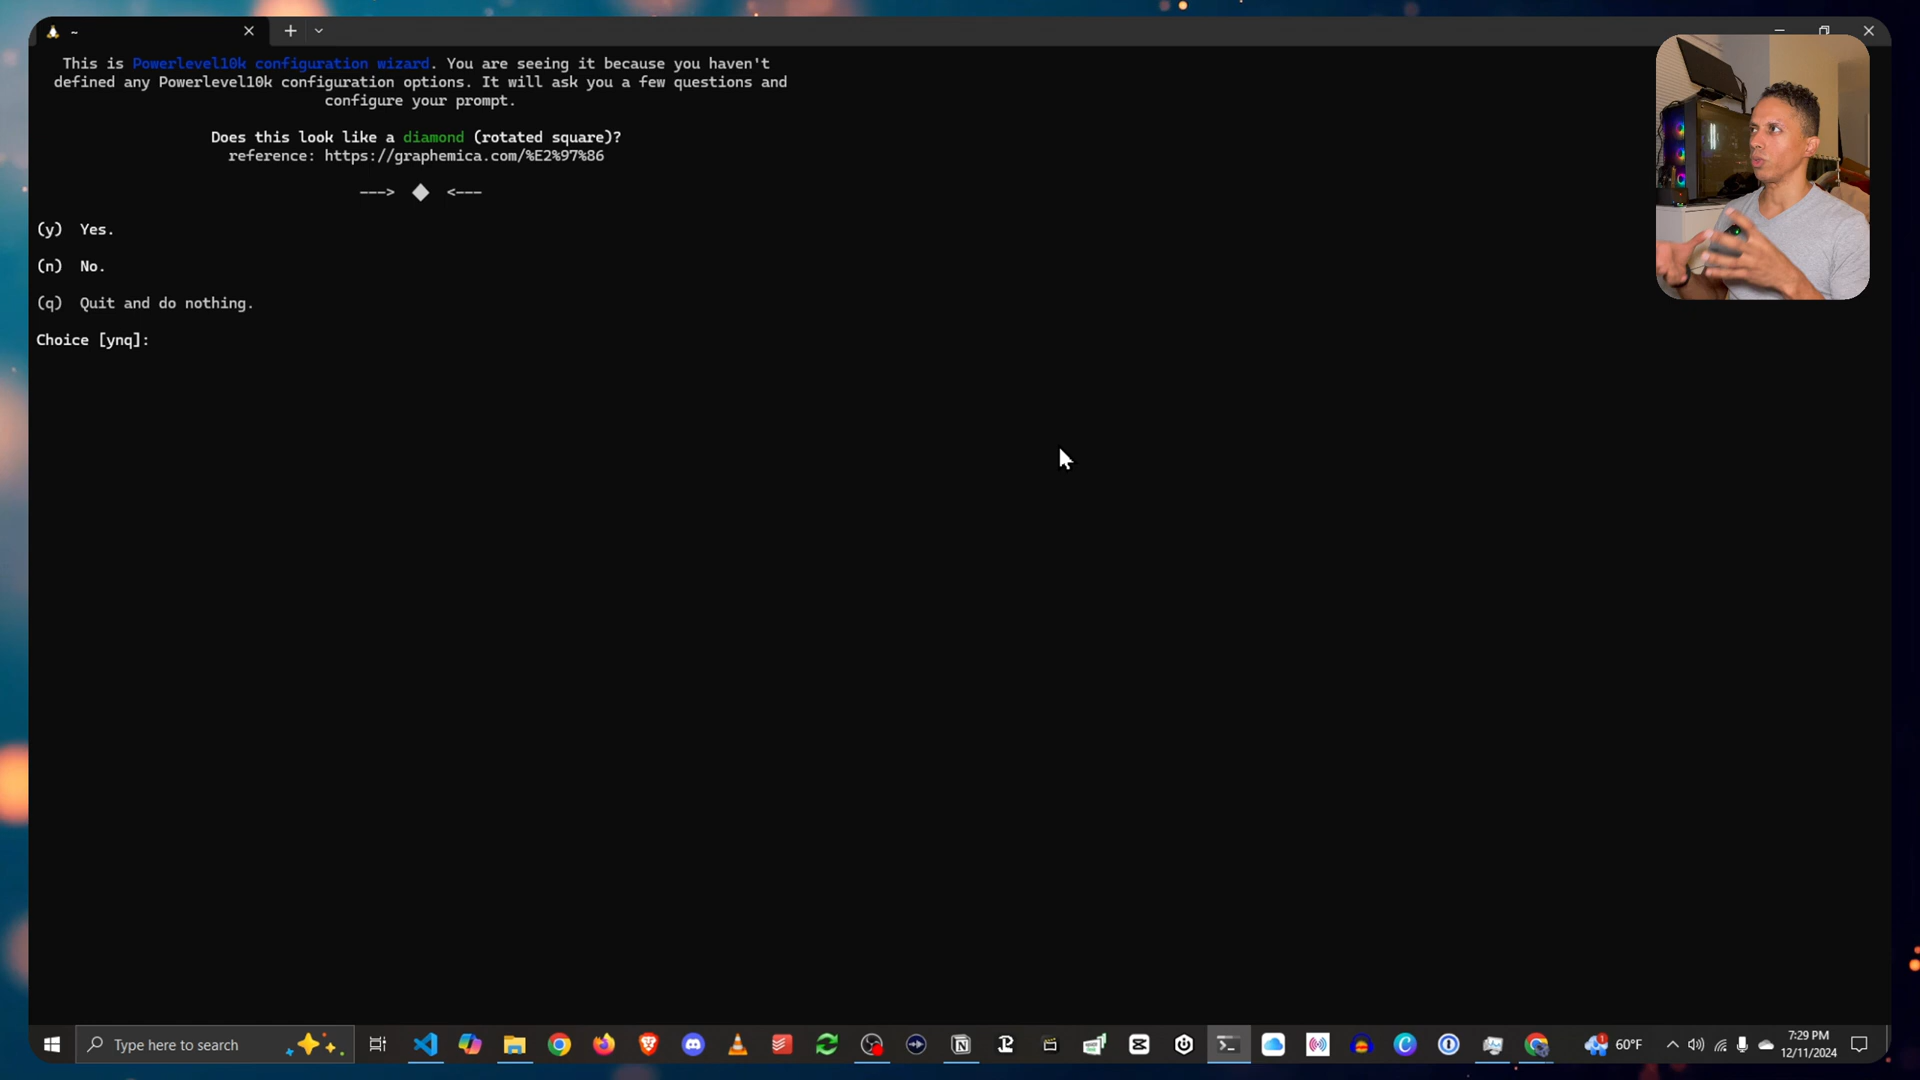 ~
This is Powerlevel10k configuration wizard. You are seeing it because you haven't
defined any Powerlevel10k configuration options. It will ask you a few questions and
configure your prompt.
Does this look like a diamond (rotated square)?
reference: https://graphemica.com/%E2%97%86
---> ◆ <---
(y) Yes.
(n) No.
(q) Quit and do nothing.
Choice [ynq]:
Type here to search
60°F
7:29 PM
12/11/2024